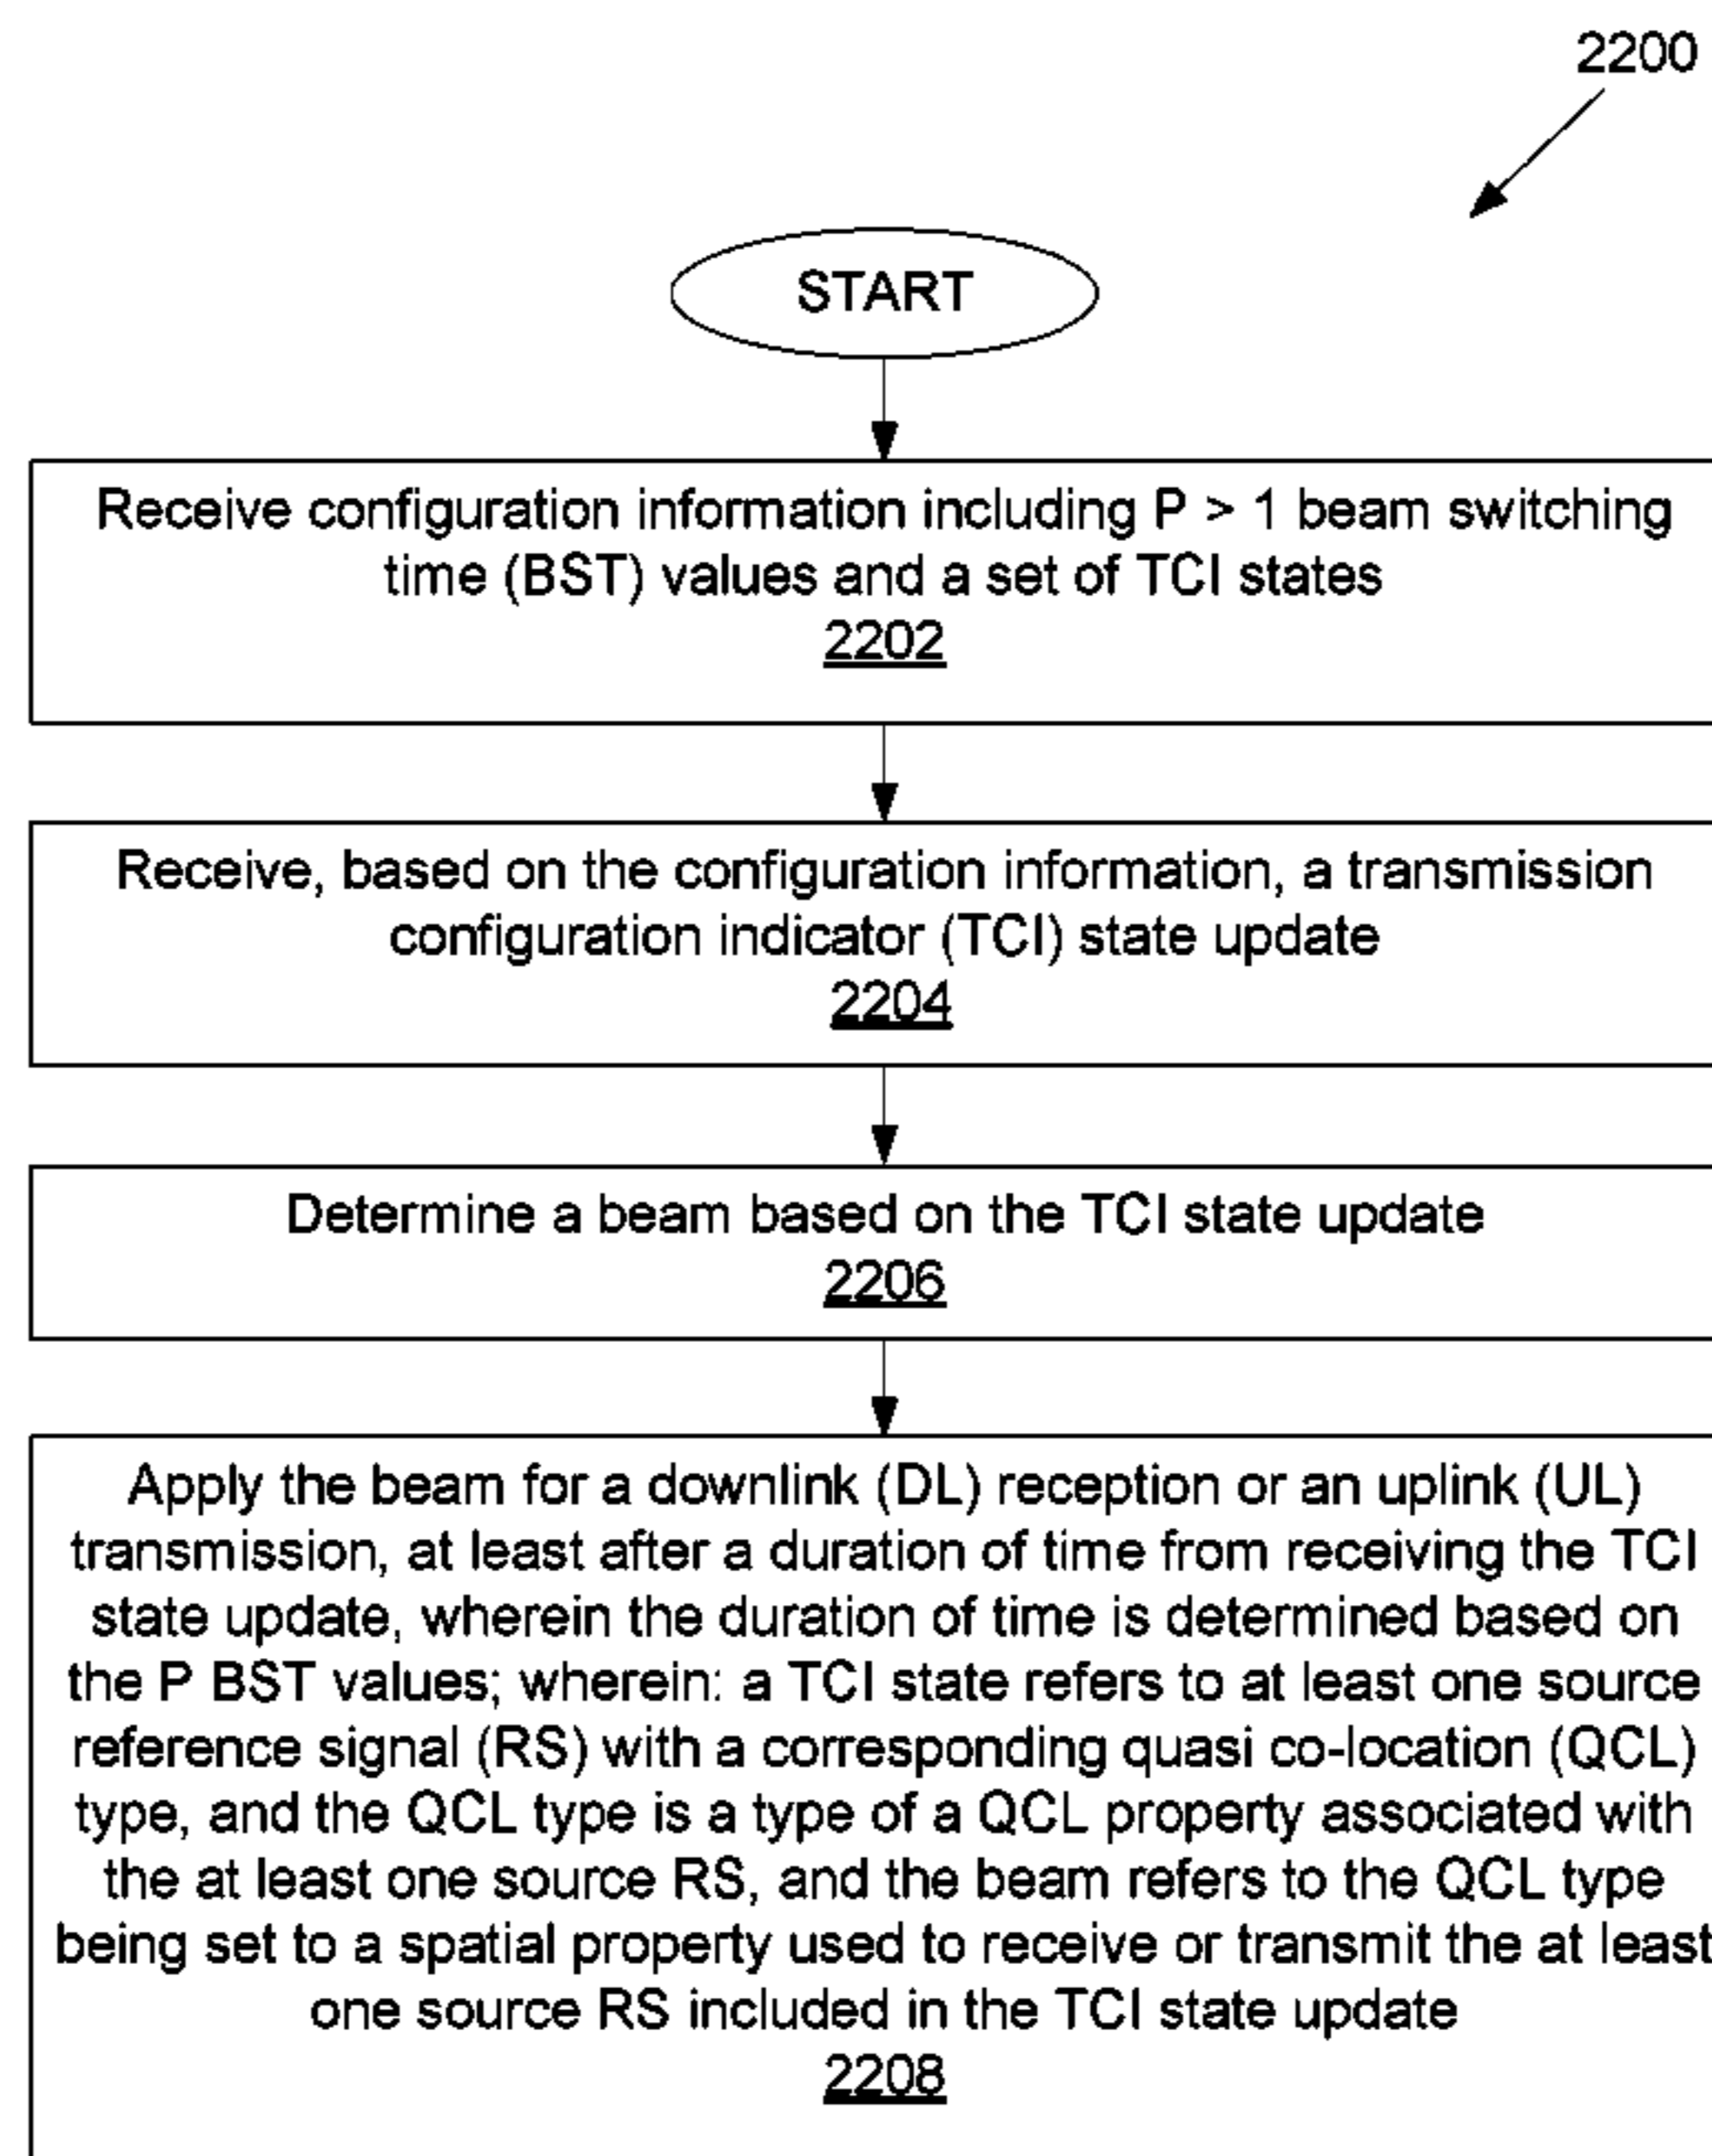 2200
START
Receive configuration information including P > 1 beam switching
time (BST) values and a set of TCI states
2202
Receive, based on the configuration information, a transmission
configuration indicator (TCI) state update
2204
Determine a beam based on the TCI state update
2206
Apply the beam for a downlink (DL) reception or an uplink (UL)
transmission, at least after a duration of time from receiving the TCI
state update, wherein the duration of time is determined based on
the P BST values; wherein: a TCI state refers to at least one source
reference signal (RS) with a corresponding quasi co-location (QCL)
type, and the QCL type is a type of a QCL property associated with
the at least one source RS, and the beam refers to the QCL type
being set to a spatial property used to receive or transmit the at least
one source RS included in the TCI state update
2208